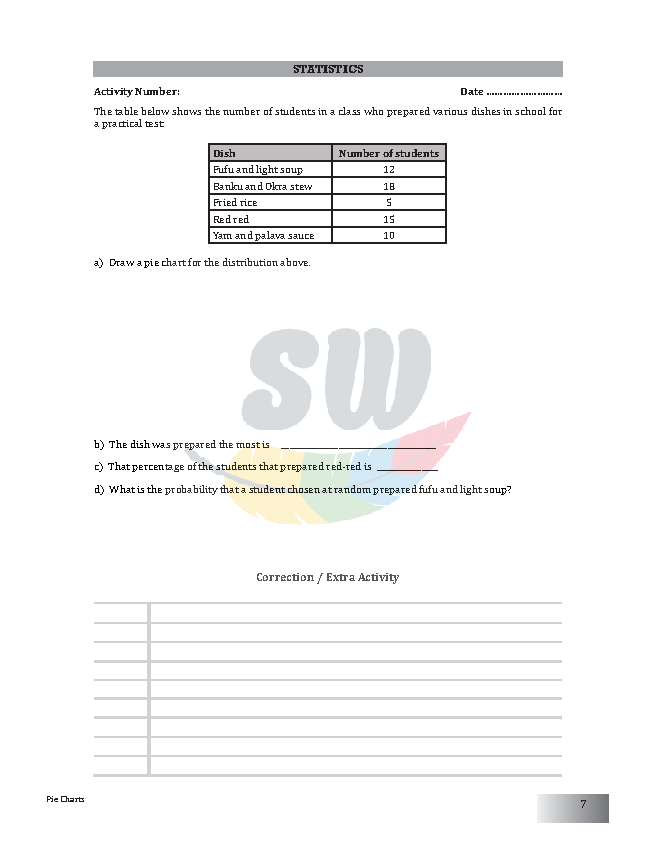 STATISTICS
Activity Number: Date ...........................
The table below shows the number of students in a class who prepared various dishes in school for
a practical test:
Dish Number of students
Fufu and light soup 12
Banku and Okra stew 18
Fried rice 5
Red red 15
Yam and palava sauce 10
a) Draw a pie chart for the distribution above.
SW
b) The dish was prepared the most is ____________________________
c) That percentage of the students that prepared red-red is ___________
d) What is the probability that a student chosen at random prepared fufu and light soup?
Correction / Extra Activity
Pie Charts
7